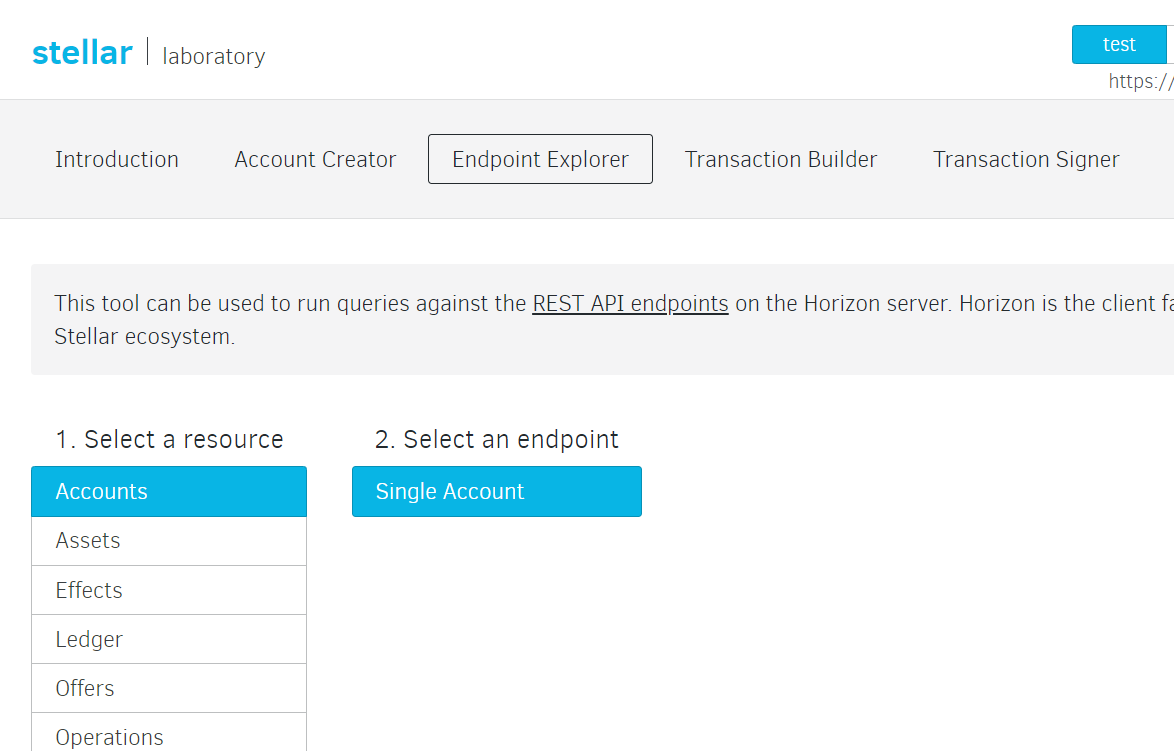 stellar laboratory
test
https://
Introduction Account Creator Endpoint Explorer Transaction Builder Transaction Signer
This tool can be used to run queries against the REST API endpoints on the Horizon server. Horizon is the client
Stellar ecosystem.
1. Select a resource
Accounts
Assets
Effects
Ledger
Offers
Operations
2. Select an endpoint
Single Account